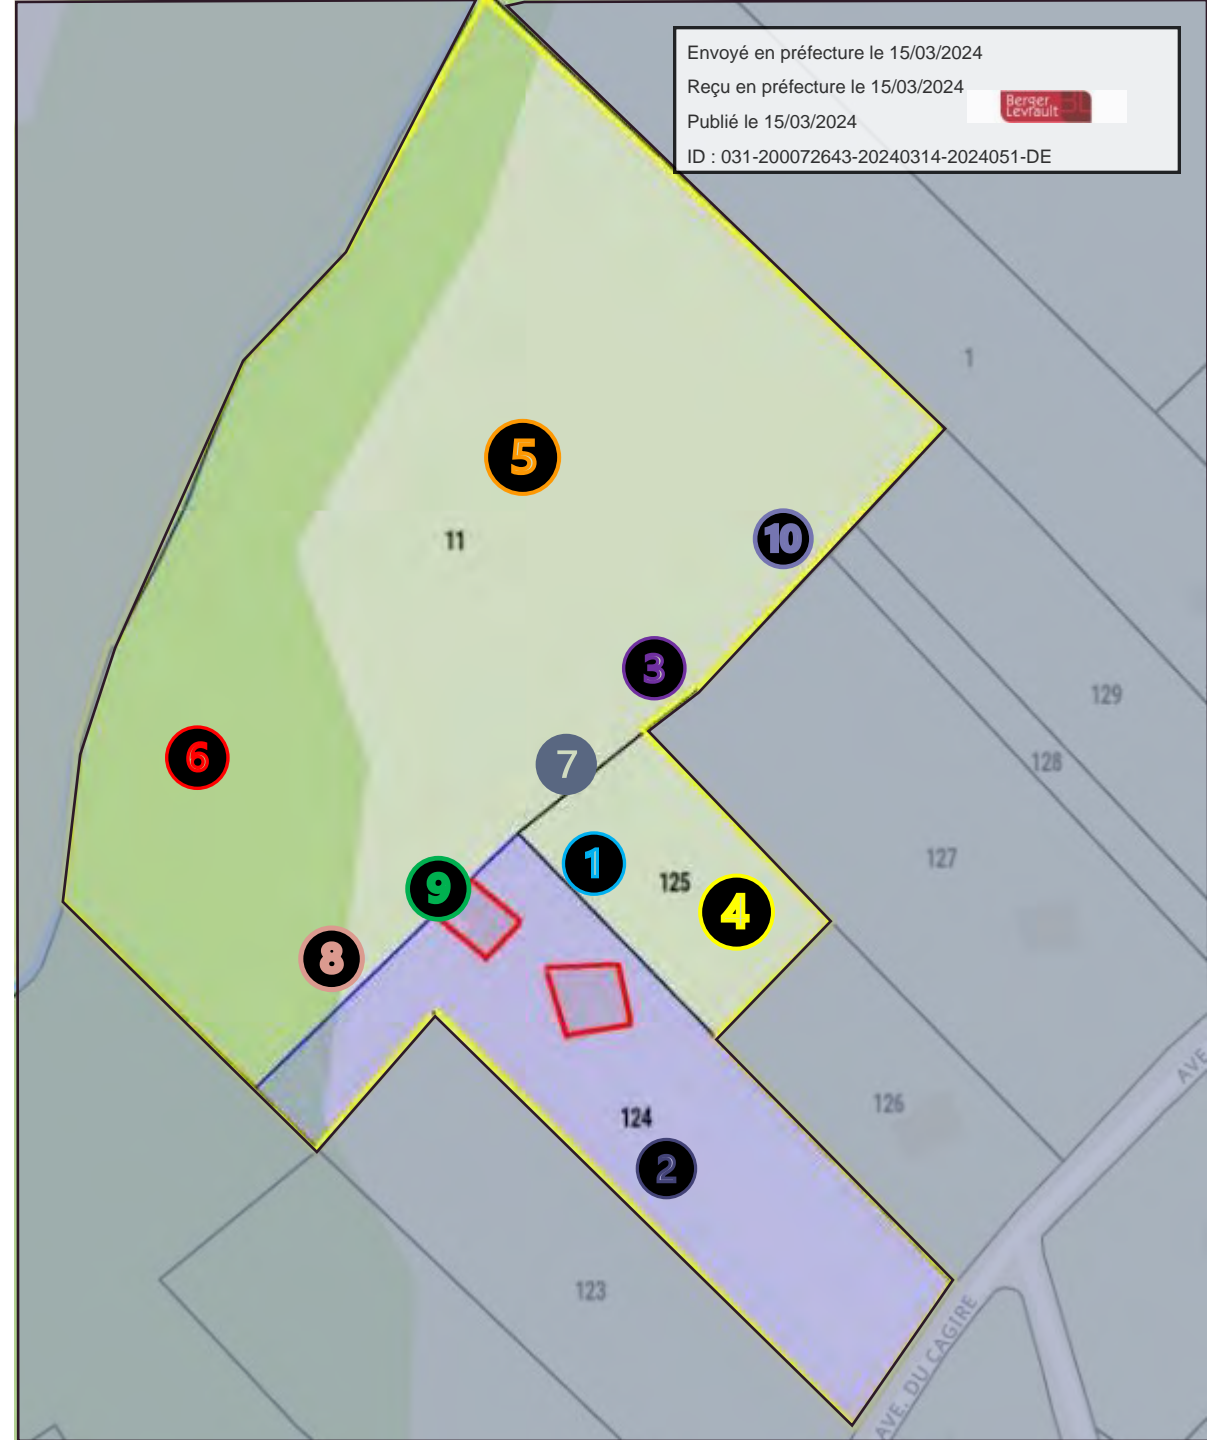 Envoyé en préfecture le 15/03/2024
Reçu en préfecture le 15/03/2024
Berger
Levrault
Publié le 15/03/2024
ID : 031-200072643-20240314-2024051-DE
1
5
10
11
3
129
6
7
128
1
127
125
9
4
8
AVE
126
124
2
123
AVE. DU CAGIRE